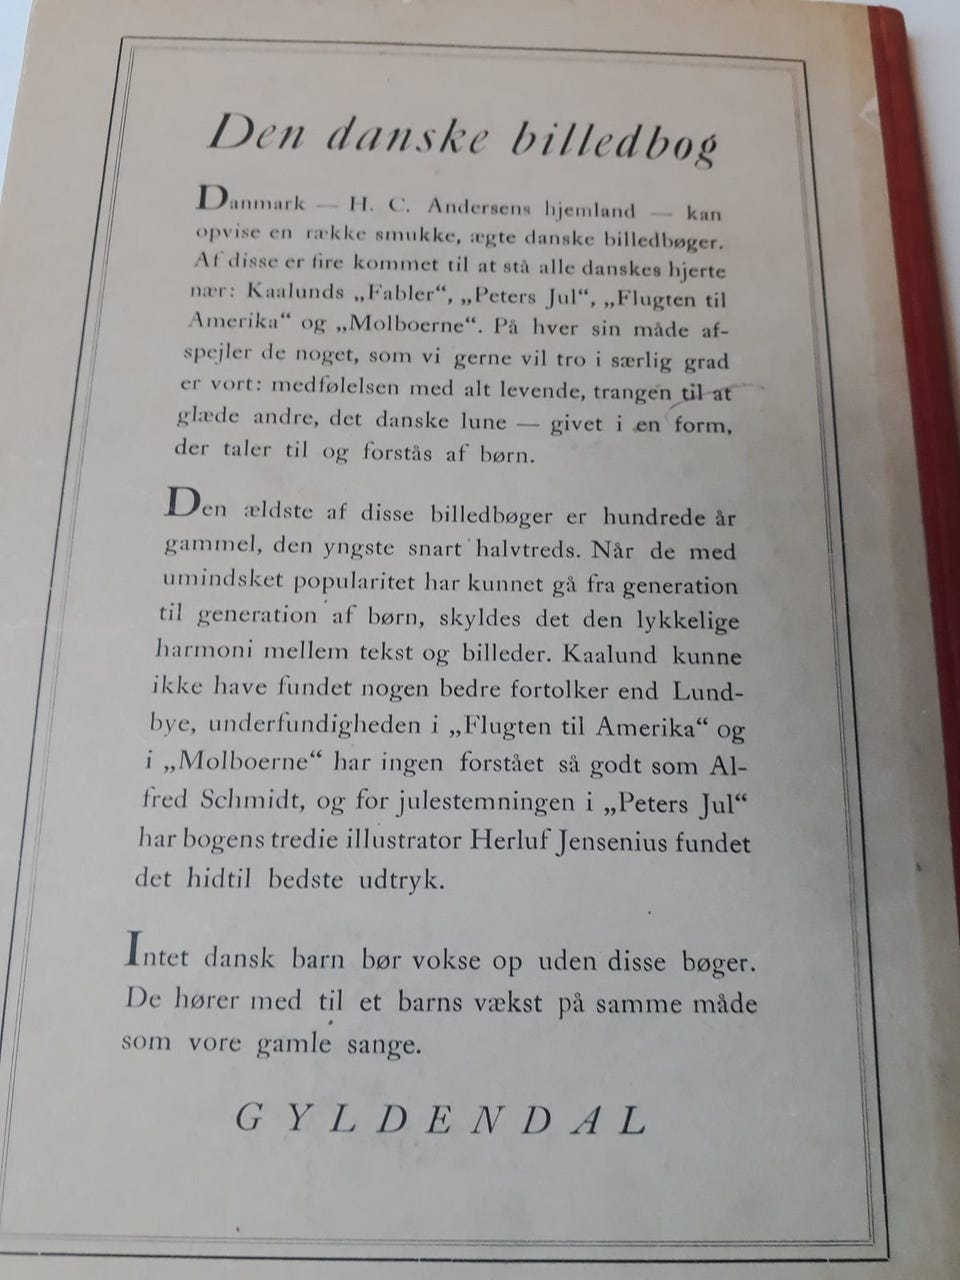 Den danske billedbog
Danmark — H. C. Andersens hjemland — kan
opvise en række smukke, ægte danske billedbøger.
Af disse er fire kommet til at stå alle danskes hjerte
nær: Kaalunds „Fabler“, „Peters Jul“, „Flugten til
Amerika“ og „Molboerne“. På hver sin måde af-
spejler de noget, som vi gerne vil tro i særlig grad
er vort: medfølelsen med alt levende, trangen til at
glæde andre, det danske lune — givet i en form,
der taler til og forstås af børn.
Den ældste af disse billedbøger er hundrede år
gammel, den yngste snart halvtreds. Når de med
umindsket popularitet har kunnet gå fra generation
til generation af børn, skyldes det den lykkelige
harmoni mellem tekst og billeder. Kaalund kunne
ikke have fundet nogen bedre fortolker end Lund-
bye, underfundigheden i „Flugten til Amerika“ og
i „Molboerne“ har ingen forstået så godt som Al-
fred Schmidt, og for julestemningen i „Peters Jul“
har bogens tredie illustrator Herluf Jensenius fundet
det hidtil bedste udtryk.
Intet dansk barn bør vokse op uden disse bøger.
De hører med til et barns vækst på samme måde
som vore gamle sange.
GYLDENDAL